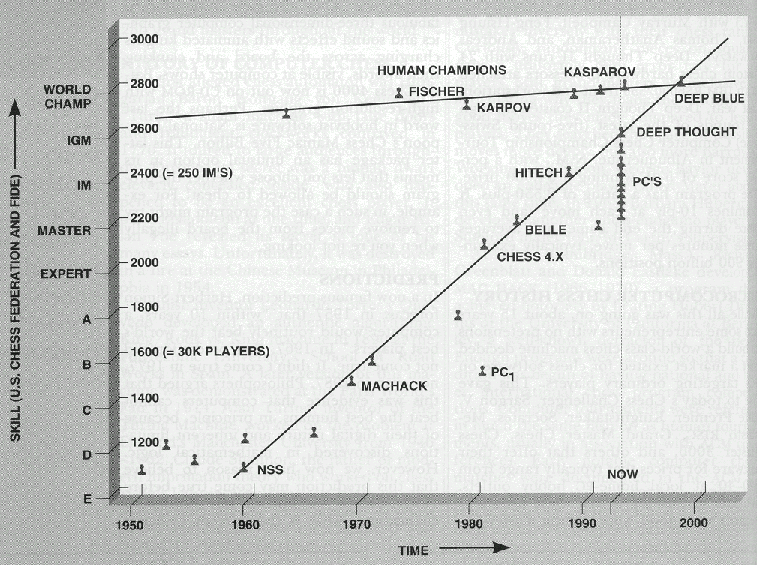 3000
HUMAN CHAMPIONS
KASPAROV
2800
WORLD
CHAMP
FISCHER
KARPOV
DEEP BLUE
2600
IGM
DEEP THOUGHT
2400 (= 250 IM'S)
HITECH
IM
PC'S
2200
MASTER
BELLE
CHESS 4.X
2000
EXPERT
1800
A
1600 (= 30K PLAYERS)
B
PC1
MACHACK
1400
C
1200
D
NSS
NOW
E
1950
1960
1970
1980
1990
2000
TIME
SKILL (U.S. CHESS FEDERATION AND FIDE)